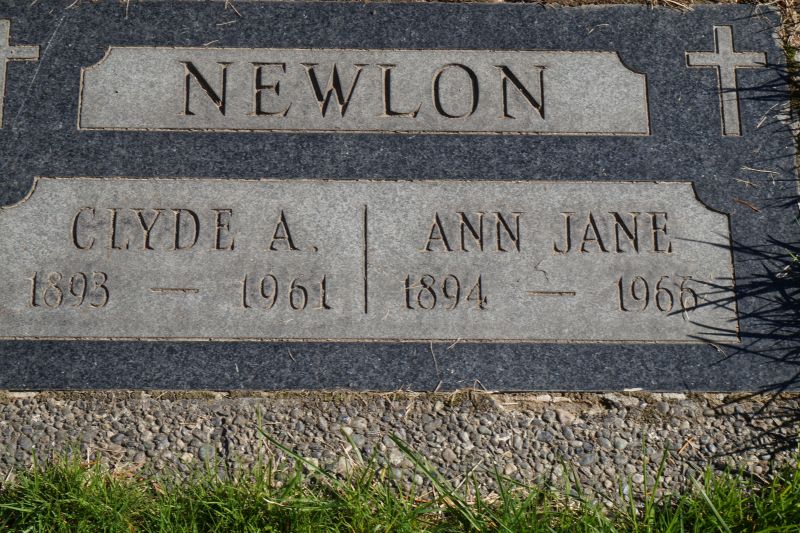 NEWLON
CLYDE A. ANN JANE
1893 — 1961 1894 — 1966